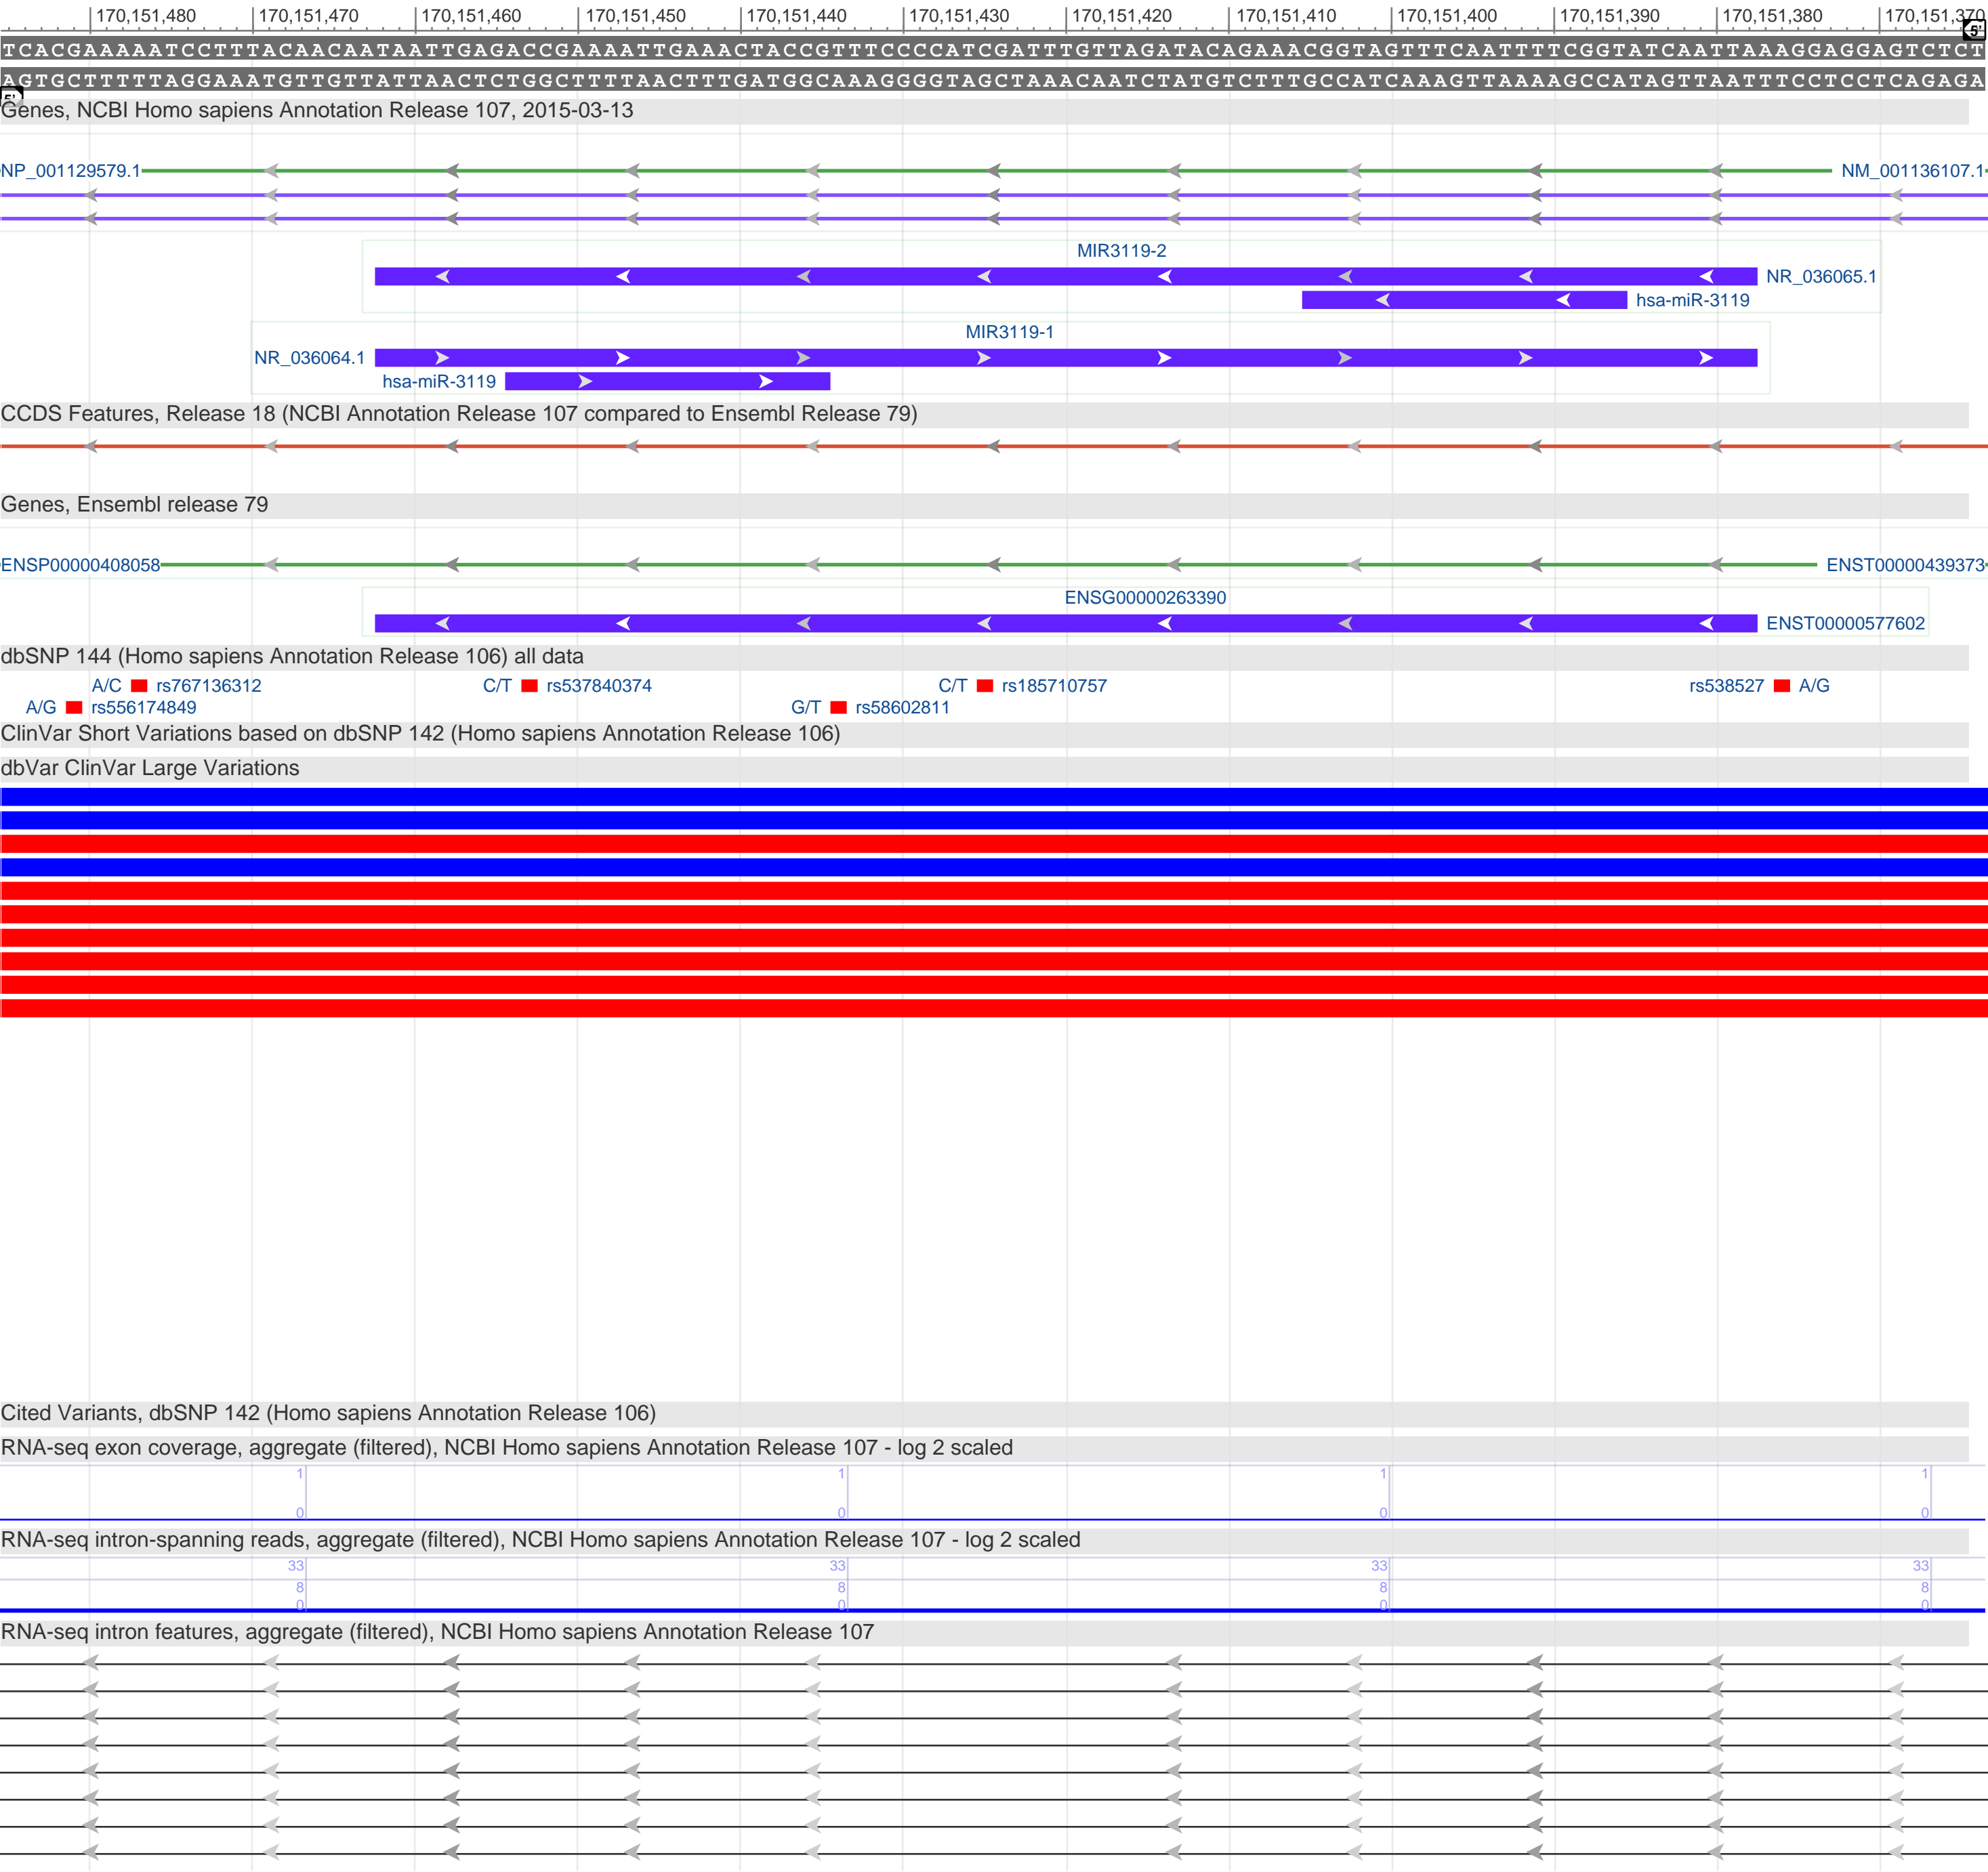 170,151,480 170,151,470 170,151,460 170,151,450 170,151,440 170,151,430 170,151,420 170,151,410 170,151,400 170,151,390 170,151,380 170,151,370
5'
TCACGAAAAATCCTTTACAACAATAATTGAGACCGAAAATTGAAACTACCGTTTCCCCATCGATTTGTTAGATACAGAAACGGTAGTTTCAATTTTCGGTATCAATTAAAGGAGGAGTCTCT
AGTGCTTTTTAGGAAATGTTGTTATTAACTCTGGCTTTTAACTTTGATGGCAAAGGGGTAGCTAAACAATCTATGTCTTTGCCATCAAAGTTAAAAGCCATAGTTAATTTCCTCCTCAGAGA
5'
Genes, NCBI Homo sapiens Annotation Release 107, 2015-03-13
NP_001129579.1 NM_001136107.1
MIR3119-2
NR_036065.1
hsa-miR-3119
MIR3119-1
NR_036064.1
hsa-miR-3119
CCDS Features, Release 18 (NCBI Annotation Release 107 compared to Ensembl Release 79)
Genes, Ensembl release 79
ENSP00000408058 ENST00000439373
ENSG00000263390
ENST00000577602
dbSNP 144 (Homo sapiens Annotation Release 106) all data
A/C rs767136312 C/T rs537840374 C/T rs185710757 rs538527 A/G
A/G rs556174849 G/T rs58602811
ClinVar Short Variations based on dbSNP 142 (Homo sapiens Annotation Release 106)
dbVar ClinVar Large Variations
Cited Variants, dbSNP 142 (Homo sapiens Annotation Release 106)
RNA-seq exon coverage, aggregate (filtered), NCBI Homo sapiens Annotation Release 107 - log 2 scaled
1 1 1 1
0 0 0 0
RNA-seq intron-spanning reads, aggregate (filtered), NCBI Homo sapiens Annotation Release 107 - log 2 scaled
33 33 33 33
8 8 8 8
0 0 0 0
RNA-seq intron features, aggregate (filtered), NCBI Homo sapiens Annotation Release 107